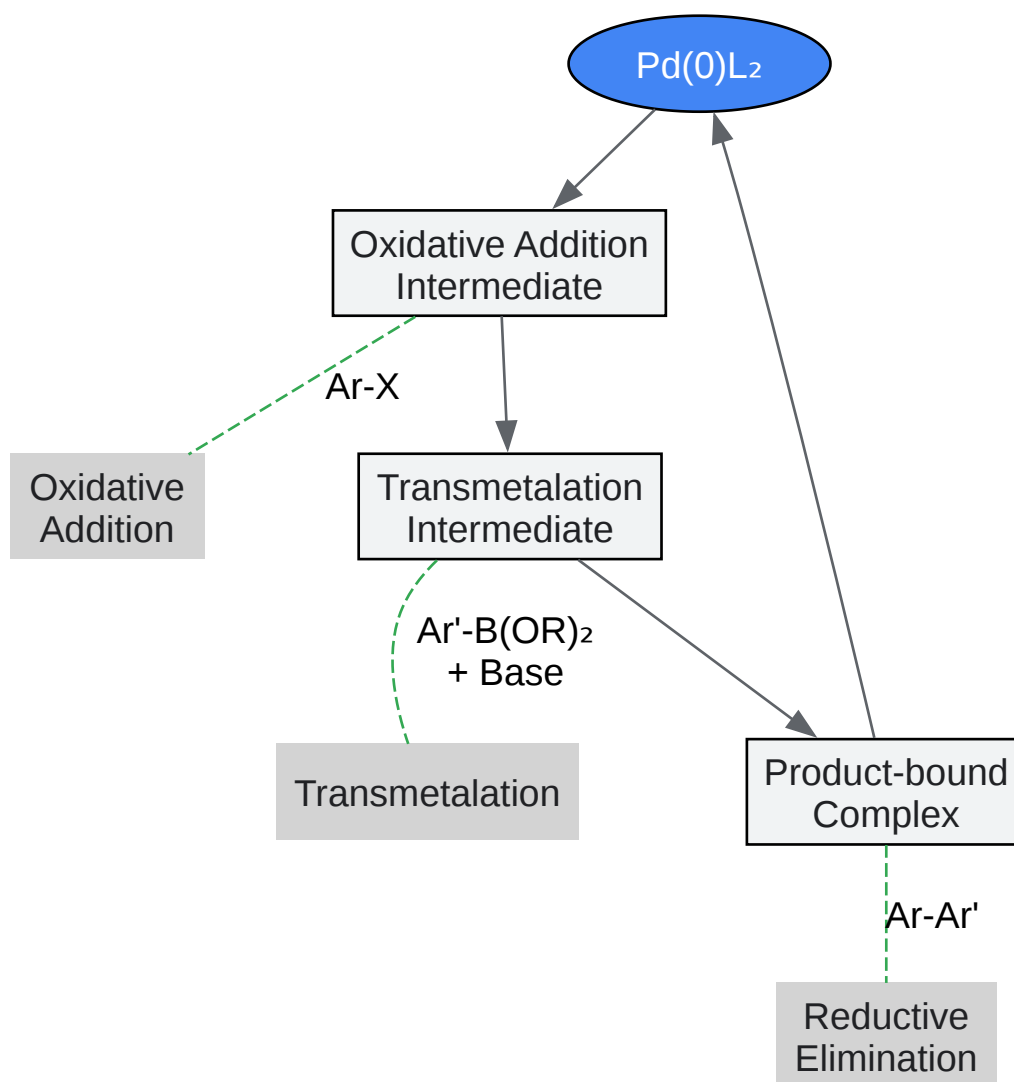 Pd(0)L₂
Oxidative Addition
Intermediate
Ar-X
Oxidative
Addition
Transmetalation
Intermediate
Ar'-B(OR)₂
+ Base
Transmetalation
Product-bound
Complex
Ar-Ar'
Reductive
Elimination